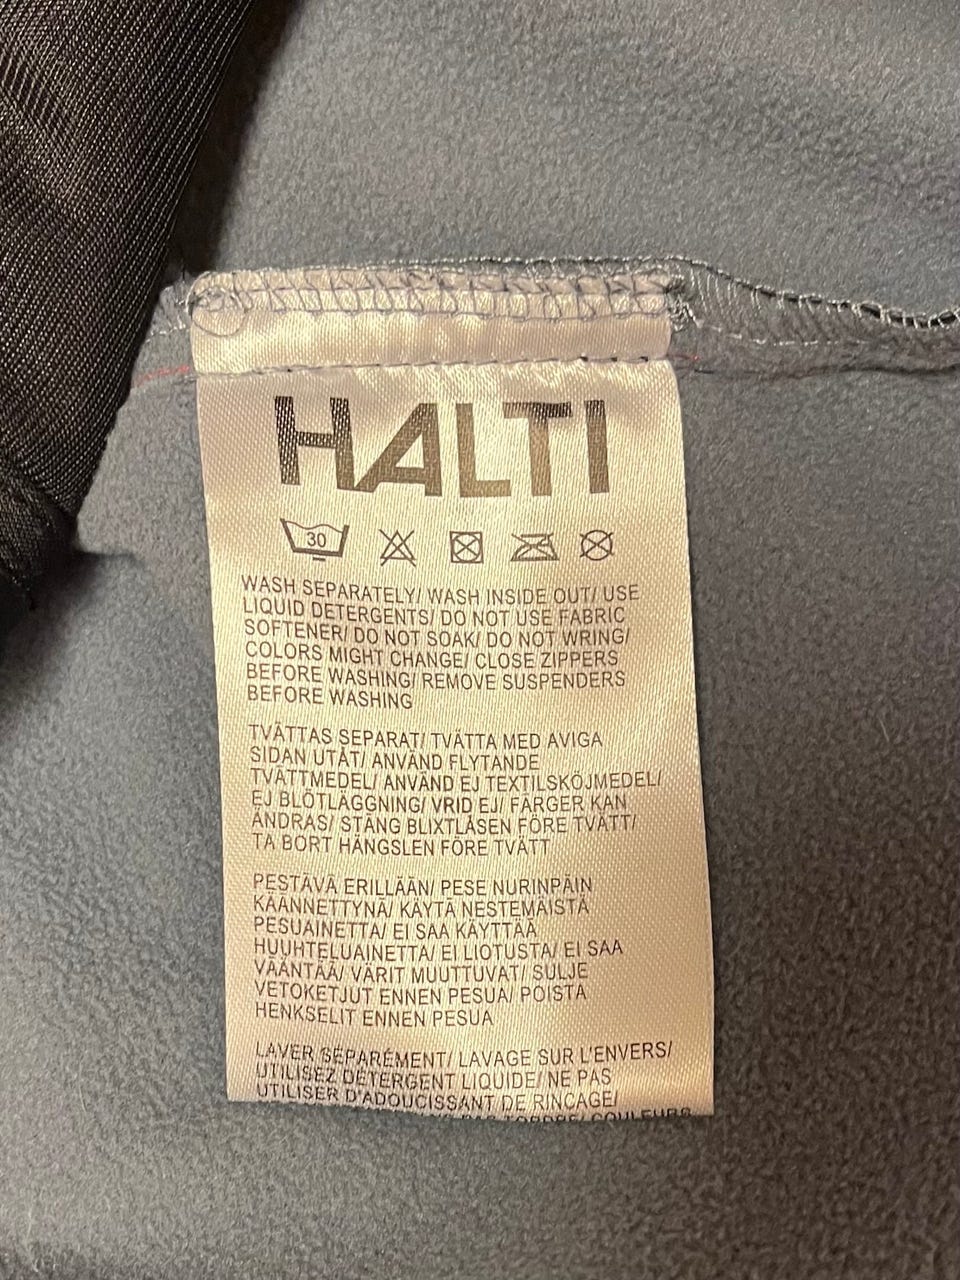 HALTI
30
WASH SEPARATELY/ WASH INSIDE OUT/ USE
LIQUID DETERGENTS/ DO NOT USE FABRIC
SOFTENER/ DO NOT SOAK/ DO NOT WRING/
COLORS MIGHT CHANGE/ CLOSE ZIPPERS
BEFORE WASHING/ REMOVE SUSPENDERS
BEFORE WASHING
TVÄTTAS SEPARAT/ TVÄTTA MED AVIGA
SIDAN UTÅT/ ANVÄND FLYTANDE
TVÄTTMEDEL/ ANVÄND EJ TEXTILSKÖJMEDEL/
EJ BLÖTLÄGGNING/ VRID EJ/ FÄRGER KAN
ÄNDRAS/ STÄNG BLIXTLÅSEN FÖRE TVÄTT/
TA BORT HÄNGSLEN FÖRE TVÄTT
PESTÄVÄ ERILLÄÄN/ PESE NURINPÄIN
KÄÄNNETTYNÄ/ KÄYTÄ NESTEMÄISTÄ
PESUAINETTA/ EI SAA KÄYTTÄÄ
HUUHTELUAINETTA/ EI LIOTUSTA/ EI SAA
VÄÄNTÄÄ/ VÄRIT MUUTTUVAT/ SULJE
VETOKETJUT ENNEN PESUA/ POISTA
HENKSELIT ENNEN PESUA
LAVER SÉPARÉMENT/ LAVAGE SUR L'ENVERS/
UTILISEZ DÉTERGENT LIQUIDE/ NE PAS
UTILISER D'ADOUCISSANT DE RINCAGE/
PAS TORDRE/ COULEURS